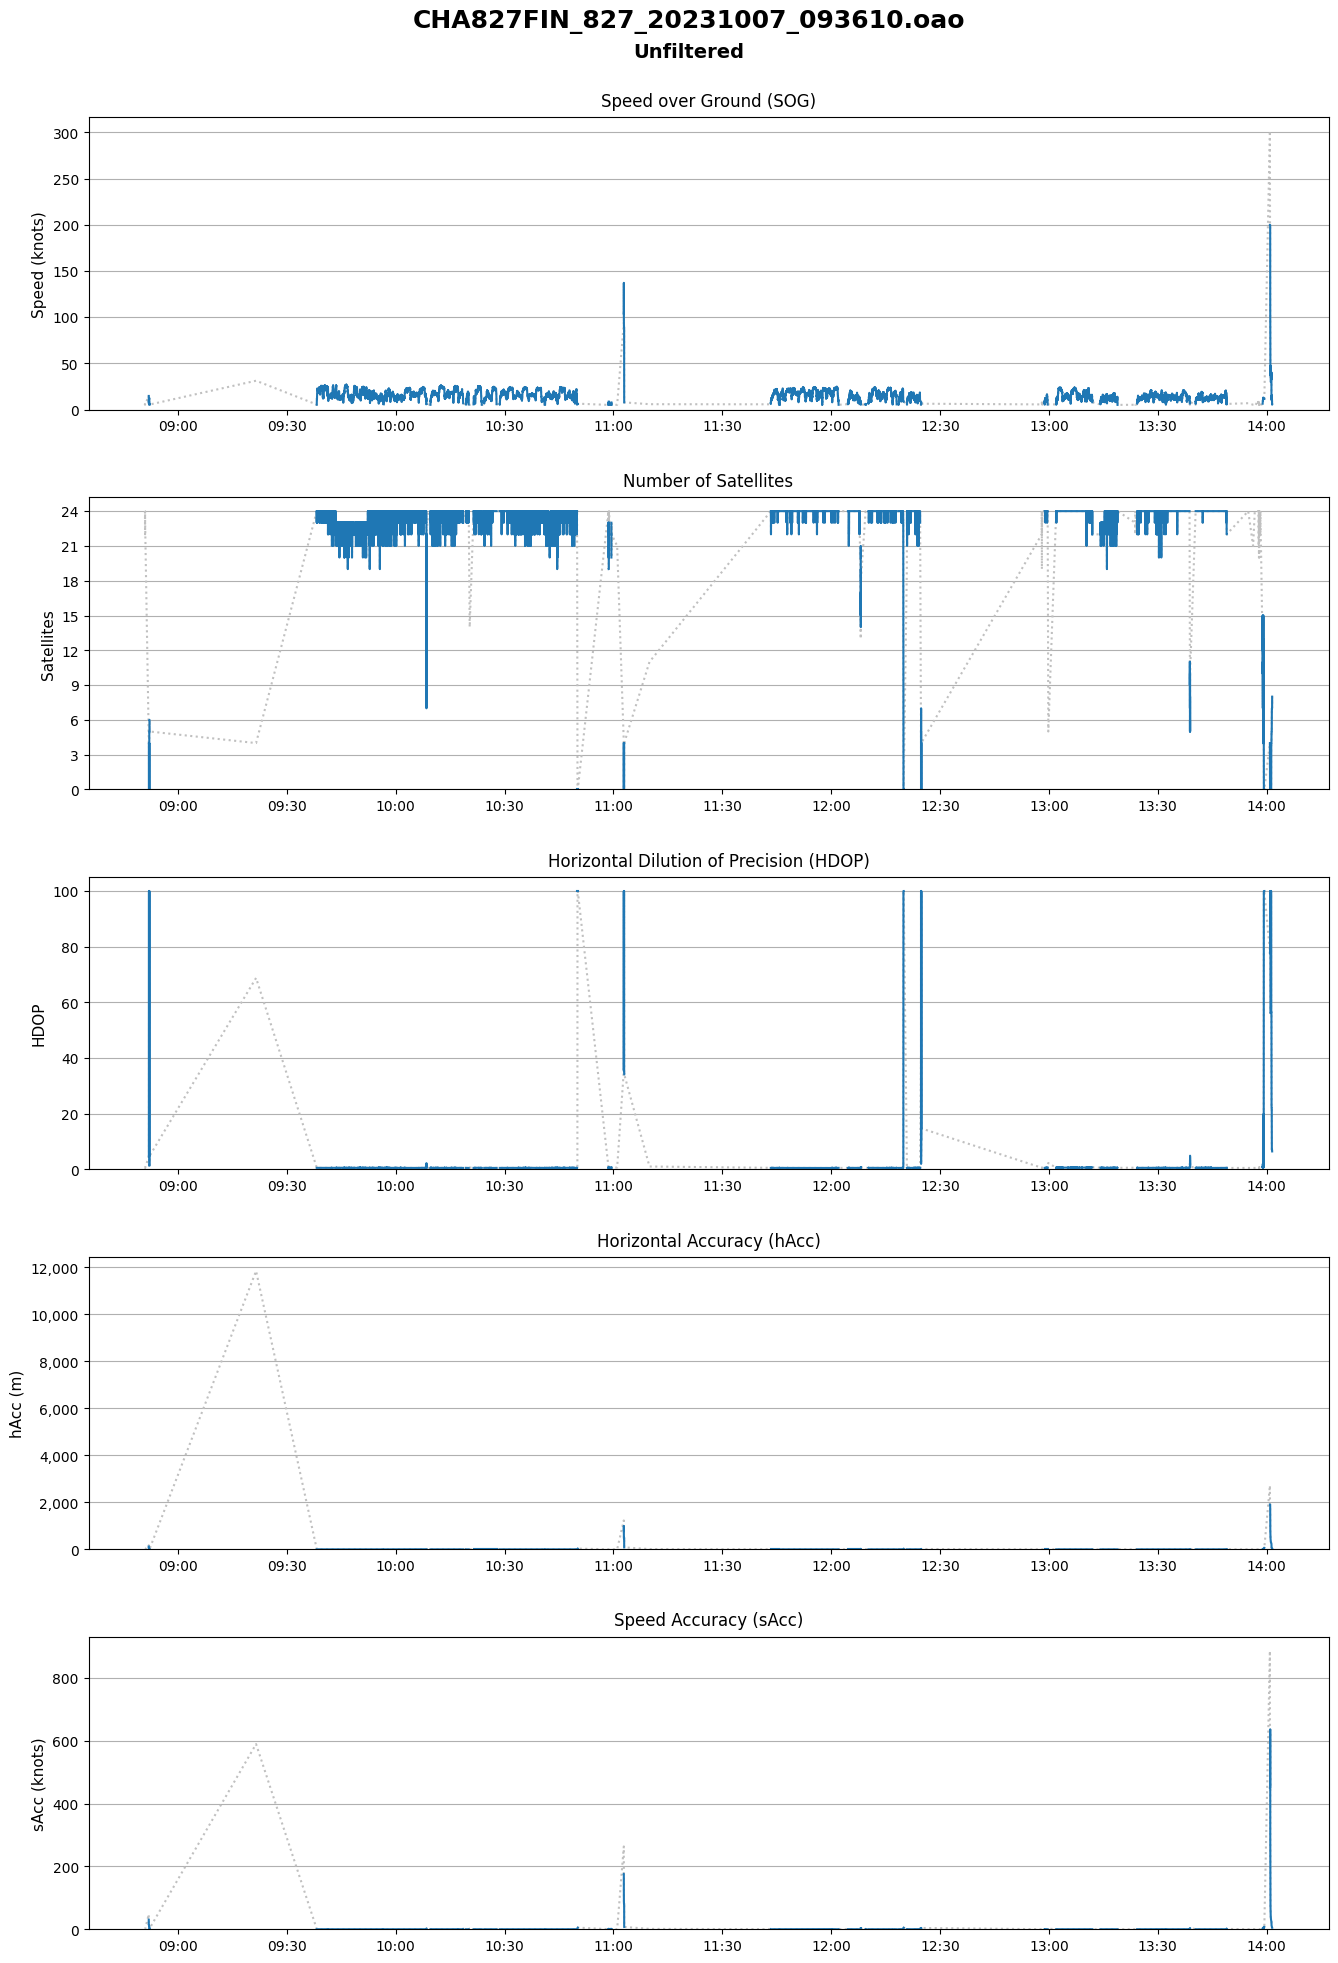 CHA827FIN_827_20231007_093610.oao
Unfiltered
Speed over Ground (SOG)
300
250
200
150
100
50
0
Speed (knots)
09:00 09:30 10:00 10:30 11:00 11:30 12:00 12:30 13:00 13:30 14:00
Number of Satellites
24
21
18
15
12
9
6
3
0
Satellites
09:00 09:30 10:00 10:30 11:00 11:30 12:00 12:30 13:00 13:30 14:00
Horizontal Dilution of Precision (HDOP)
100
80
60
40
20
0
HDOP
09:00 09:30 10:00 10:30 11:00 11:30 12:00 12:30 13:00 13:30 14:00
Horizontal Accuracy (hAcc)
12,000
10,000
8,000
6,000
4,000
2,000
0
hAcc (m)
09:00 09:30 10:00 10:30 11:00 11:30 12:00 12:30 13:00 13:30 14:00
Speed Accuracy (sAcc)
800
600
400
200
0
sAcc (knots)
09:00 09:30 10:00 10:30 11:00 11:30 12:00 12:30 13:00 13:30 14:00